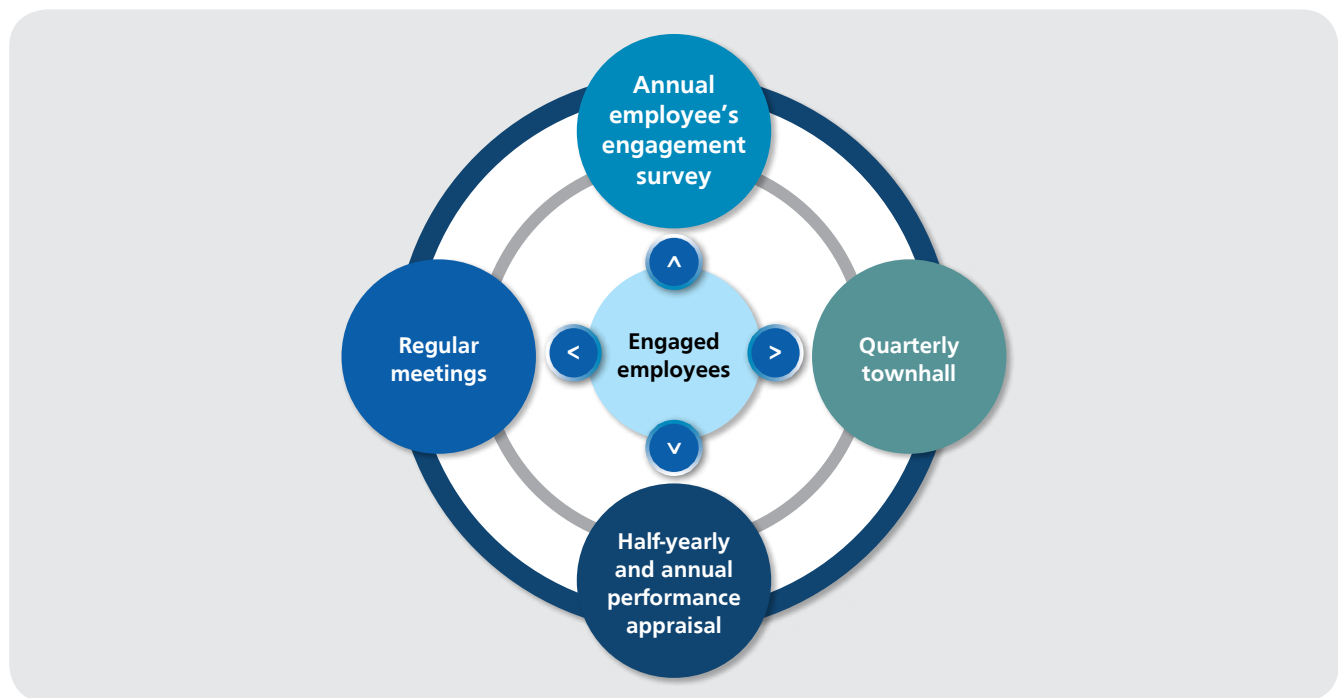 Annual
employee’s
engagement
survey
^
Regular
meetings
<
Engaged
employees
>
Quarterly
townhall
v
Half-yearly
and annual
performance
appraisal